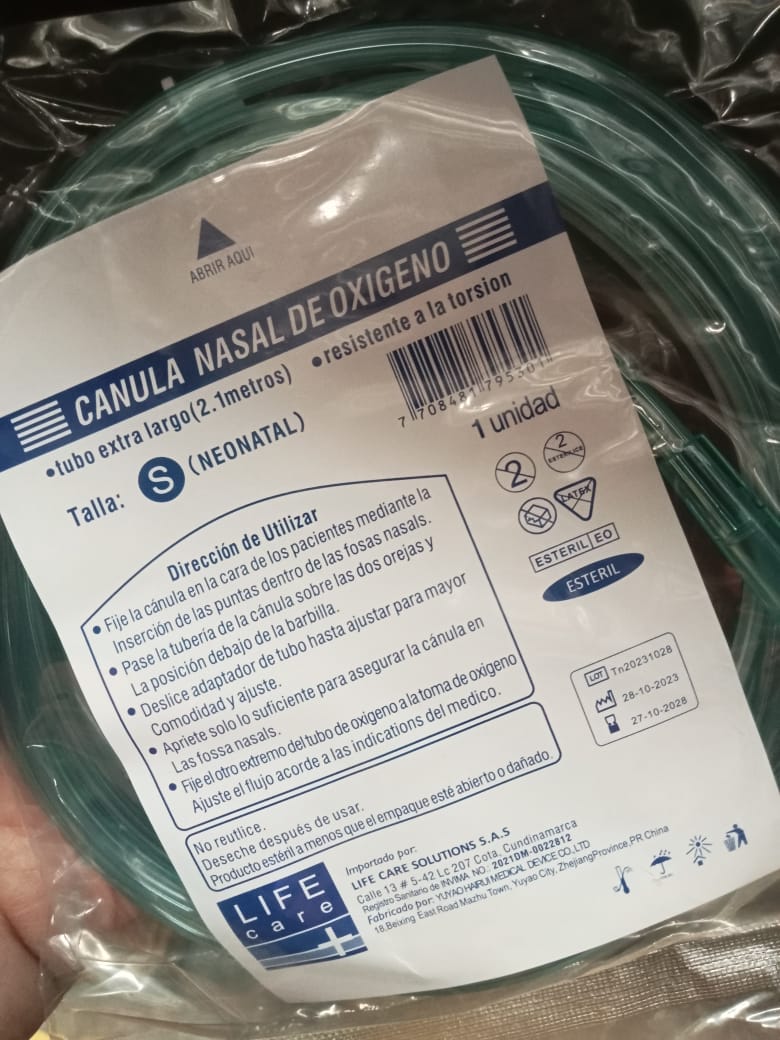 ABRIR AQUI
CANULA NASAL DE OXIGENO
•tubo extra largo(2.1metros) •resistente a la torsion
7 708481 795301
1 unidad
Talla: S (NEONATAL)
2
2
ESTERILICE
LATEX
ESTERIL EO
ESTERIL
Dirección de Utilizar
• Fije la cánula en la cara de los pacientes mediante la
Inserción de las puntas dentro de las fosas nasals.
• Pase la tubería de la cánula sobre las dos orejas y
La posición debajo de la barbilla.
• Deslice adaptador de tubo hasta ajustar para mayor
Comodidad y ajuste.
• Apriete solo lo suficiente para asegurar la cánula en
Las fossa nasals.
• Fije el otro extremo del tubo de oxigeno a la toma de oxigeno
Ajuste el flujo acorde a las indications del medico.
LOT Tn20231028
28-10-2023
27-10-2028
No reutlice.
Deseche después de usar.
Producto estéril a menos que el empaque esté abierto o dañado.
LIFE
care
Importado por:
LIFE CARE SOLUTIONS S.A.S
Calle 13 # 5-42 Lc 207 Cota, Cundinamarca
Registro Sanitario de INVIMA NO.: 2021DM-0022812
Fabricado por: YUYAO HAIRUI MEDICAL DEVICE CO.,LTD
18,Beixing East Road Mazhu Town, Yuyao City, ZhejiangProvince,PR China